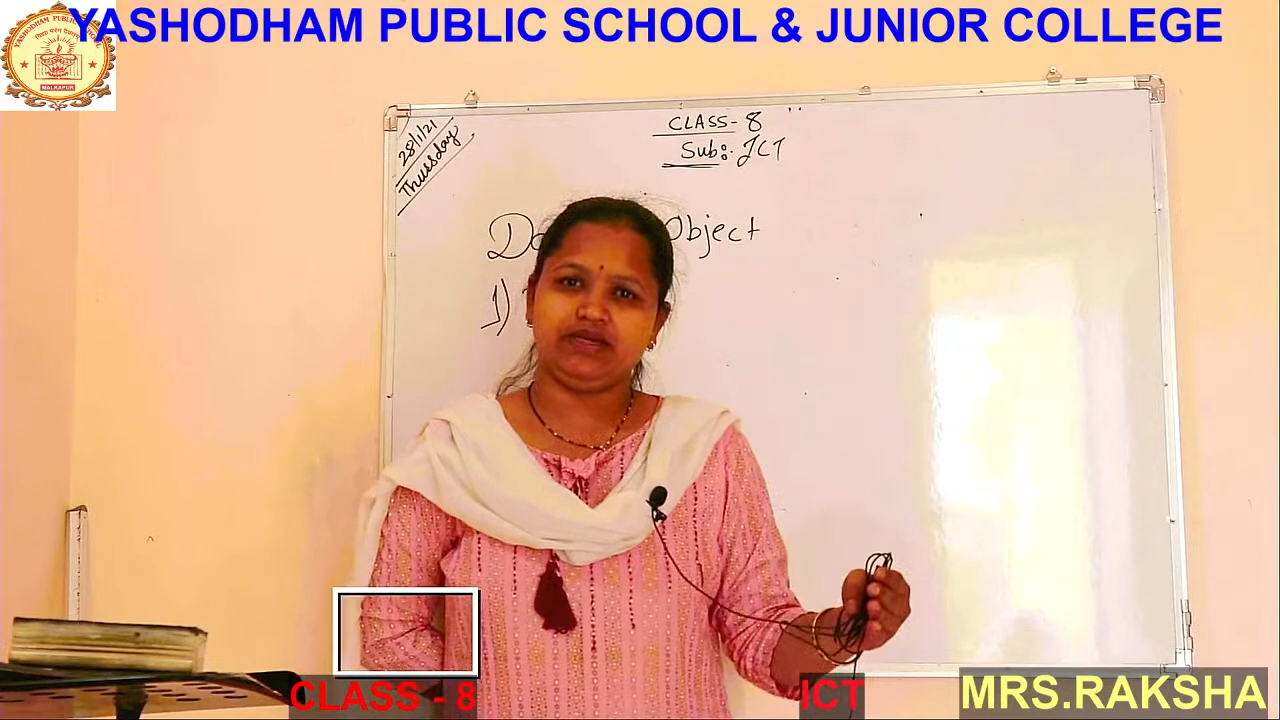 YASHODHAM PUBLIC SCHOOL & JUNIOR COLLEGE
MALKAPUR
28/1/21
Thursday
CLASS- 8
Sub:- ICT
Object
1)
CLASS - 8
ICT
MRS.RAKSHA